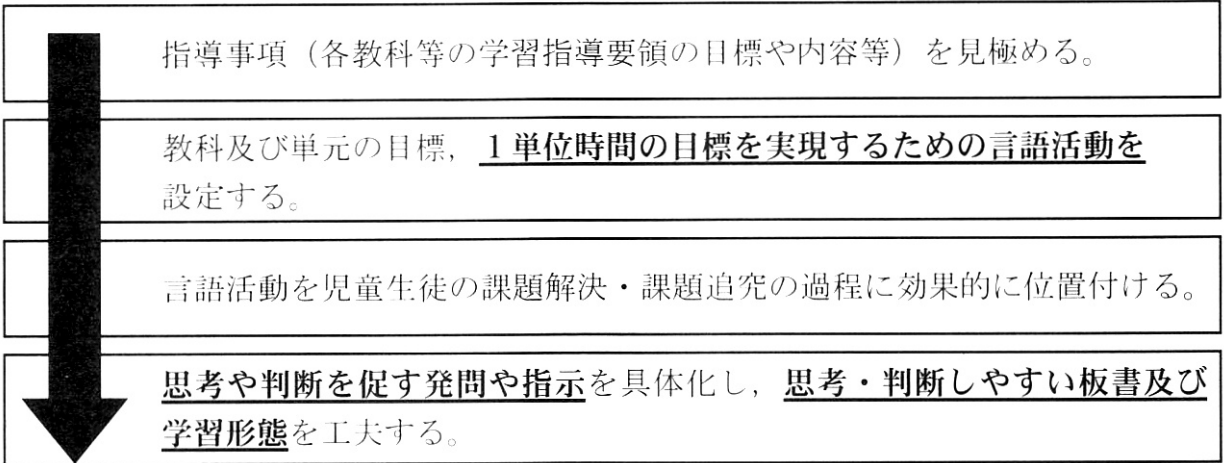 指導事項（各教科等の学習指導要領の目標や内容等）を見極める。
教科及び単元の目標，１単位時間の目標を実現するための言語活動を
設定する。
言語活動を児童生徒の課題解決・課題追究の過程に効果的に位置付ける。
思考や判断を促す発問や指示を具体化し，思考・判断しやすい板書及び
学習形態を工夫する。